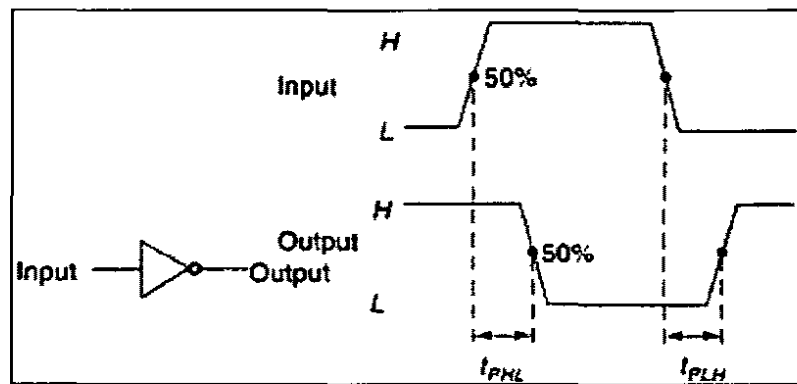 H
Input
50%
L
H
Output
50%
Input
Output
L
tPHL
tPLH